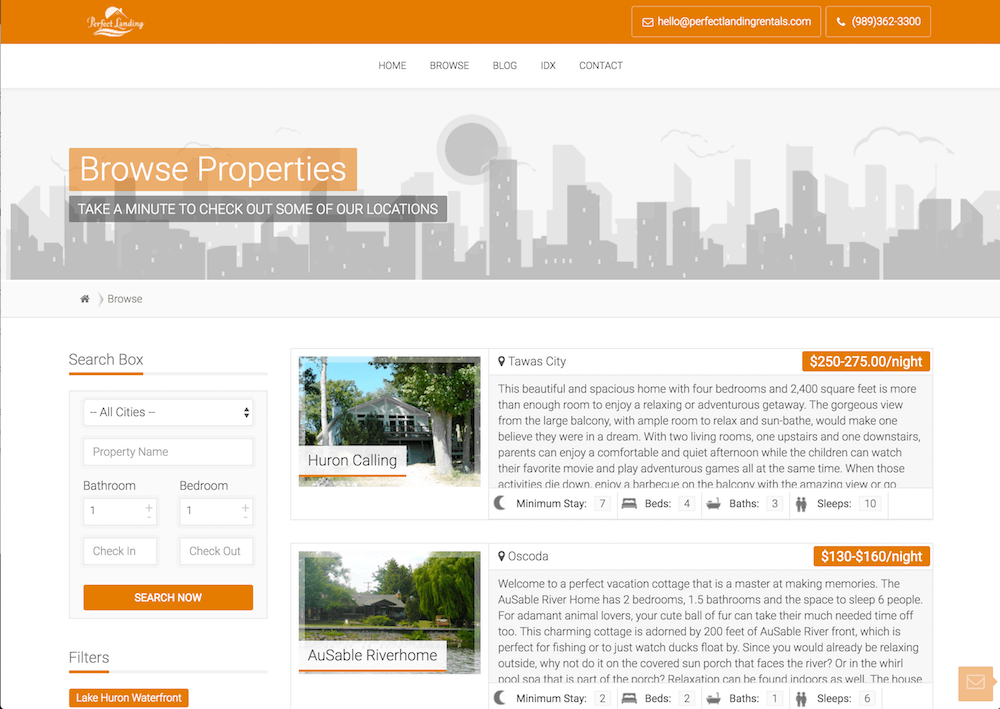 Perfect Landing
hello@perfectlandingrentals.com
(989)362-3300
HOME BROWSE BLOG IDX CONTACT
Browse Properties
TAKE A MINUTE TO CHECK OUT SOME OF OUR LOCATIONS
Browse
Search Box
-- All Cities --
Property Name
Bathroom Bedroom
1 + - 1 + -
Check In Check Out
SEARCH NOW
Filters
Lake Huron Waterfront
Huron Calling
Tawas City
$250-275.00/night
This beautiful and spacious home with four bedrooms and 2,400 square feet is more
than enough room to enjoy a relaxing or adventurous getaway. The gorgeous view
from the large balcony, with ample room to relax and sun-bathe, would make one
believe they were in a dream. With two living rooms, one upstairs and one downstairs,
parents can enjoy a comfortable and quiet afternoon while the children can watch
their favorite movie and play adventurous games all at the same time. When those
activities die down, enjoy a barbecue on the balcony with the amazing view or go
Minimum Stay: 7 Beds: 4 Baths: 3 Sleeps: 10
AuSable Riverhome
Oscoda
$130-$160/night
Welcome to a perfect vacation cottage that is a master at making memories. The
AuSable River Home has 2 bedrooms, 1.5 bathrooms and the space to sleep 6 people.
For adamant animal lovers, your cute ball of fur can take their much needed time off
too. This charming cottage is adorned by 200 feet of AuSable River front, which is
perfect for fishing or to just watch ducks float by. Since you would already be relaxing
outside, why not do it on the covered sun porch that faces the river? Or in the whirl
pool spa that is part of the porch? Relaxation can be found indoors as well. The house
Minimum Stay: 2 Beds: 2 Baths: 1 Sleeps: 6